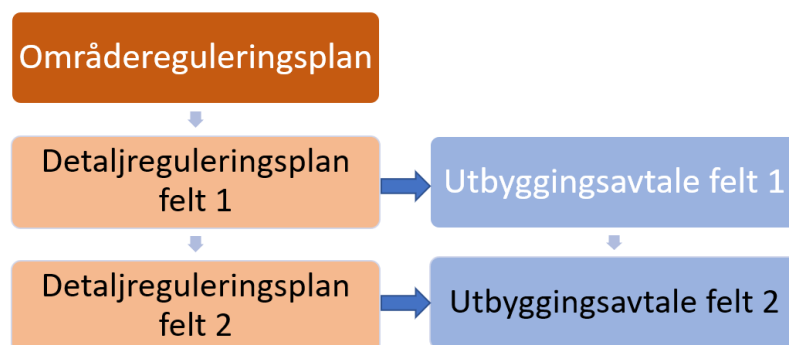 Områdereguleringsplan
Detaljreguleringsplan
felt 1
Utbyggingsavtale felt 1
Detaljreguleringsplan
felt 2
Utbyggingsavtale felt 2